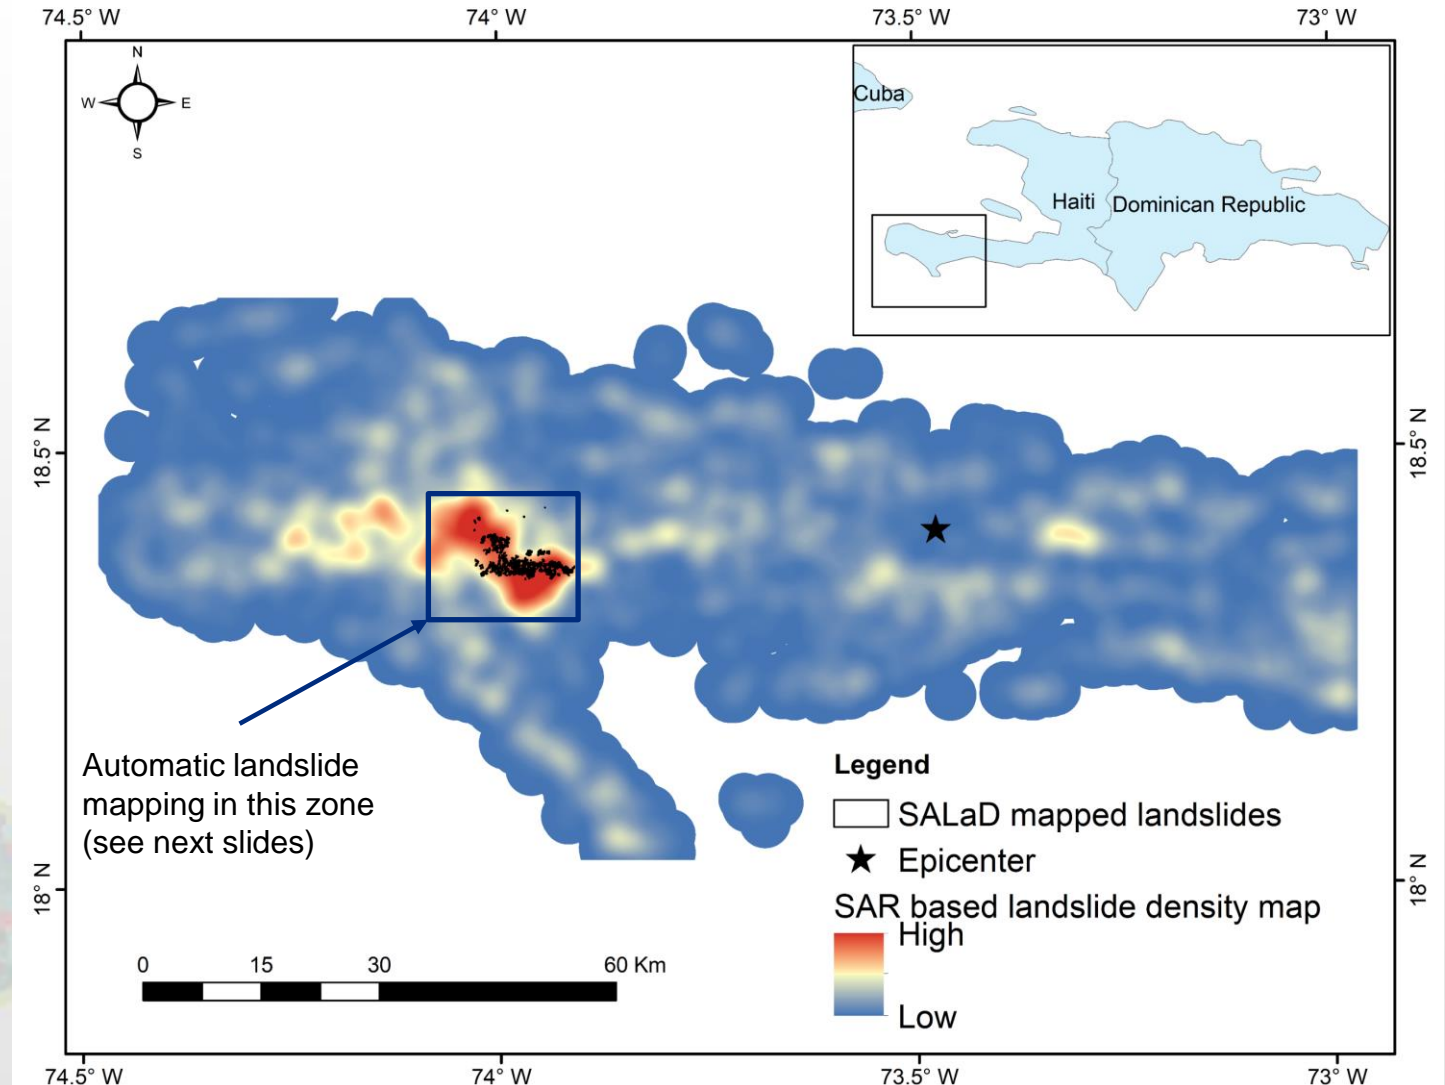 74.5° W
74° W
73.5° W
73° W
N
W
E
S
Cuba
Haiti
Dominican Republic
18.5° N
18.5° N
Automatic landslide
mapping in this zone
(see next slides)
Legend
SALaD mapped landslides
Epicenter
SAR based landslide density map
High
Low
18° N
18° N
0
15
30
60 Km
74.5° W
74° W
73.5° W
73° W